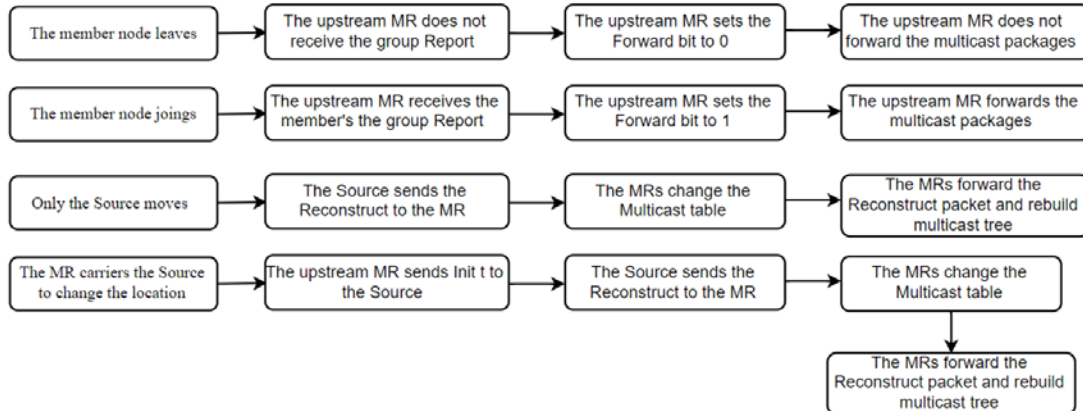 The member node leaves
The upstream MR does not
receive the group Report
The upstream MR sets the
Forward bit to 0
The upstream MR does not
forward the multicast packages
The member node joings
The upstream MR receives the
member's the group Report
The upstream MR sets the
Forward bit to 1
The upstream MR forwards the
multicast packages
Only the Source moves
The Source sends the
Reconstruct to the MR
The MRs change the
Multicast table
The MRs forward the
Reconstruct packet and rebuild
multicast tree
The MR carriers the Source
to change the location
The upstream MR sends Init t to
the Source
The Source sends the
Reconstruct to the MR
The MRs change the
Multicast table
The MRs forward the
Reconstruct packet and rebuild
multicast tree